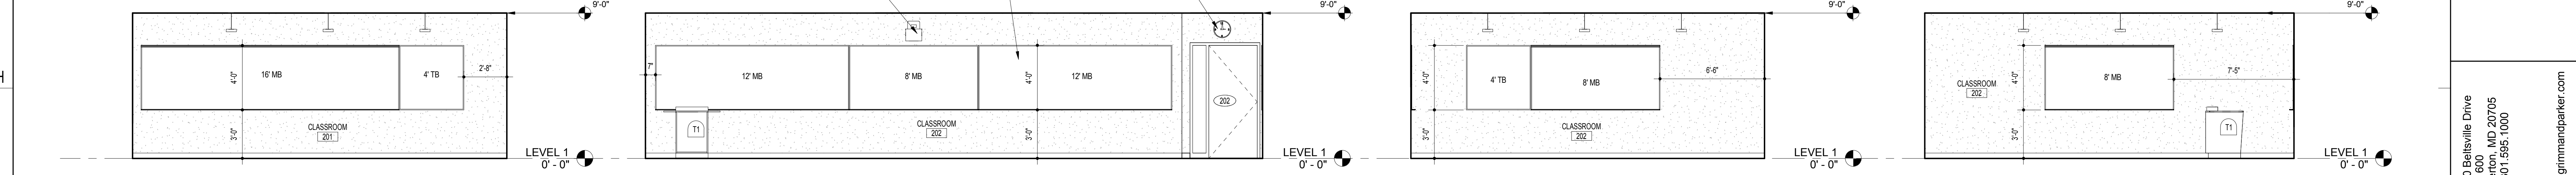 9'-0"
16' MB
4' TB
4'-0"
2'-8"
3'-0"
CLASSROOM
201
LEVEL 1
0' - 0"
9'-0"
7"
12' MB
8' MB
12' MB
4'-0"
202
T1
CLASSROOM
202
3'-0"
LEVEL 1
0' - 0"
9'-0"
4'-0"
4' TB
8' MB
6'-6"
3'-0"
CLASSROOM
202
LEVEL 1
0' - 0"
9'-0"
CLASSROOM
202
4'-0"
8' MB
7'-5"
3'-0"
T1
LEVEL 1
0' - 0"
Beltsville Drive
600
MD 20705
.595.1000
grimmandparker.com